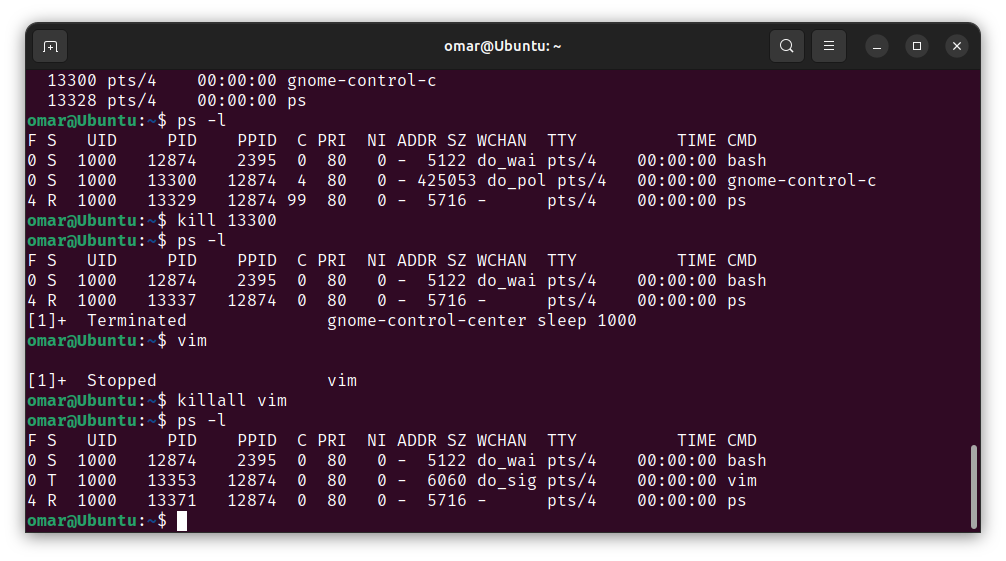 omar@Ubuntu: ~
  13300 pts/4    00:00:00 gnome-control-c
  13328 pts/4    00:00:00 ps
omar@Ubuntu:~$ ps -l
F S   UID     PID    PPID  C PRI  NI ADDR SZ WCHAN  TTY          TIME CMD
0 S  1000   12874    2395  0  80   0 -  5122 do_wai pts/4    00:00:00 bash
0 S  1000   13300   12874  4  80   0 - 425053 do_pol pts/4   00:00:00 gnome-control-c
4 R  1000   13329   12874 99  80   0 -  5716 -      pts/4    00:00:00 ps
omar@Ubuntu:~$ kill 13300
omar@Ubuntu:~$ ps -l
F S   UID     PID    PPID  C PRI  NI ADDR SZ WCHAN  TTY          TIME CMD
0 S  1000   12874    2395  0  80   0 -  5122 do_wai pts/4    00:00:00 bash
4 R  1000   13337   12874  0  80   0 -  5716 -      pts/4    00:00:00 ps
[1]+  Terminated              gnome-control-center sleep 1000
omar@Ubuntu:~$ vim
[1]+  Stopped                 vim
omar@Ubuntu:~$ killall vim
omar@Ubuntu:~$ ps -l
F S   UID     PID    PPID  C PRI  NI ADDR SZ WCHAN  TTY          TIME CMD
0 S  1000   12874    2395  0  80   0 -  5122 do_wai pts/4    00:00:00 bash
0 T  1000   13353   12874  0  80   0 -  6060 do_sig pts/4    00:00:00 vim
4 R  1000   13371   12874  0  80   0 -  5716 -      pts/4    00:00:00 ps
omar@Ubuntu:~$